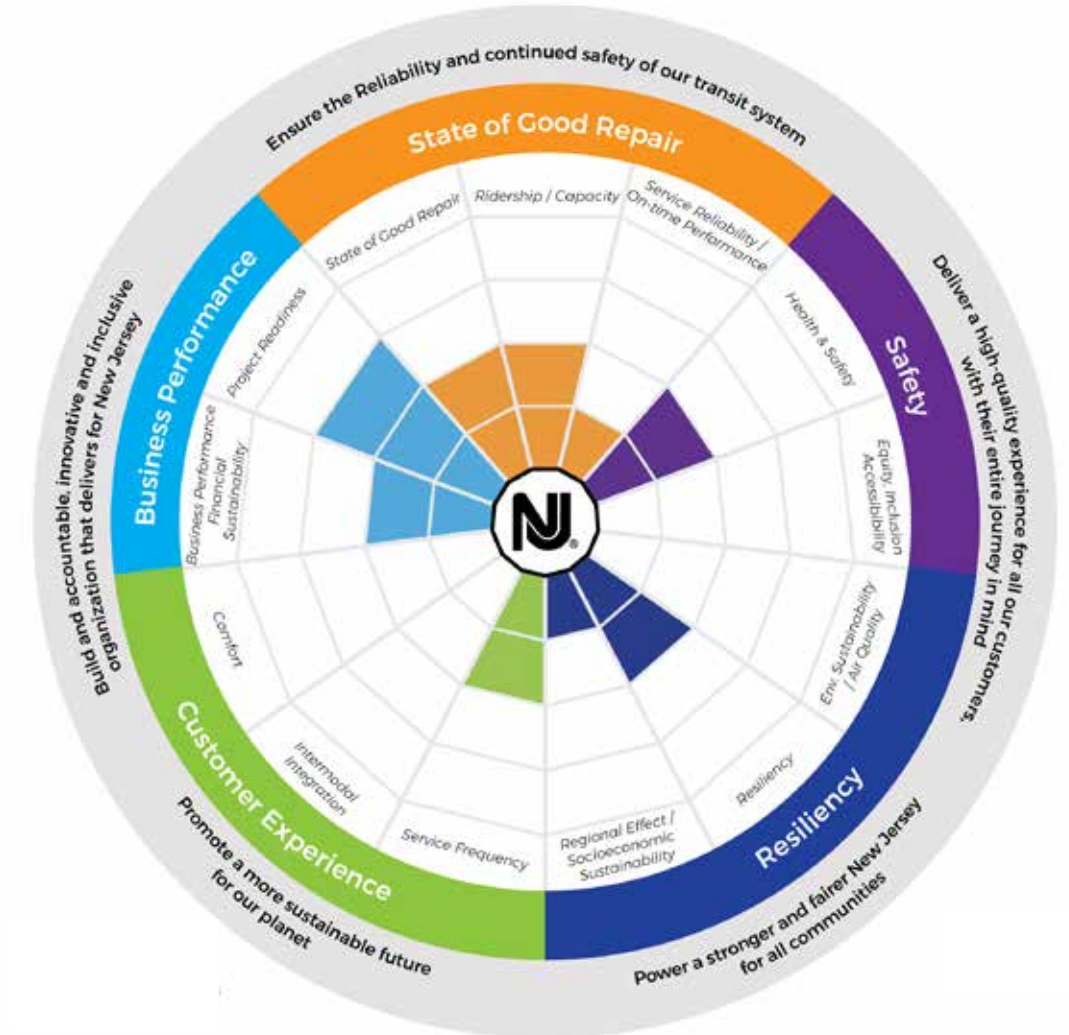 Ensure the Reliability and continued safety of our transit system
State of Good Repair
State of Good Repair
Ridership / Capacity
Service Reliability /
On-time Performance
Deliver a high-quality experience for all our customers,
with their entire journey in mind
Safety
Health & Safety
Equity, Inclusion
Accessibibility
Power a stronger and fairer New Jersey
for all communities
Resiliency
Env. Sustainability
/ Air Quality
Resiliency
Regional Effect /
Socioeconomic
Sustainability
Promote a more sustainable future
for our planet
Customer Experience
Service Frequency
Intermodal
Integration
Comfort
Build and accountable, innovative and inclusive
organization that delivers for New Jersey
Business Performance
Business Performance
Financial
Sustainability
Project Readiness
NJ
®